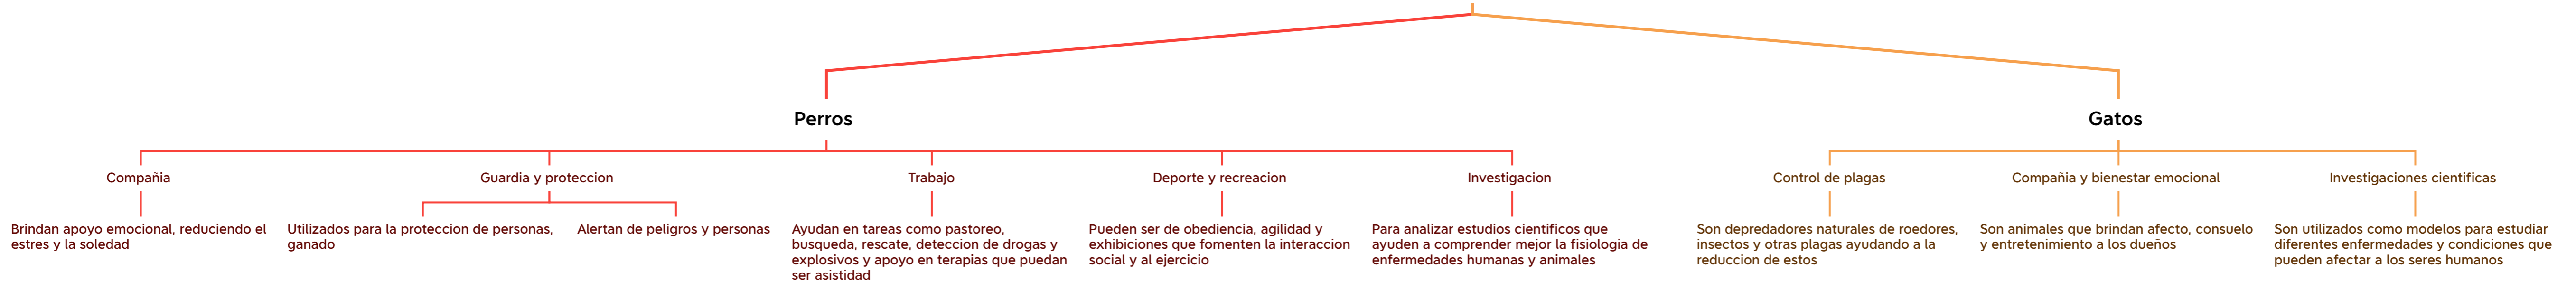 Perros
Gatos
Compañia
Guardia y proteccion
Trabajo
Deporte y recreacion
Investigacion
Control de plagas
Compañia y bienestar emocional
Investigaciones cientificas
Brindan apoyo emocional, reduciendo el
estres y la soledad
Utilizados para la proteccion de personas,
ganado
Alertan de peligros y personas
Ayudan en tareas como pastoreo,
busqueda, rescate, deteccion de drogas y
explosivos y apoyo en terapias que puedan
ser asistidad
Pueden ser de obediencia, agilidad y
exhibiciones que fomenten la interaccion
social y al ejercicio
Para analizar estudios cientificos que
ayuden a comprender mejor la fisiologia de
enfermedades humanas y animales
Son depredadores naturales de roedores,
insectos y otras plagas ayudando a la
reduccion de estos
Son animales que brindan afecto, consuelo
y entretenimiento a los dueños
Son utilizados como modelos para estudiar
diferentes enfermedades y condiciones que
pueden afectar a los seres humanos